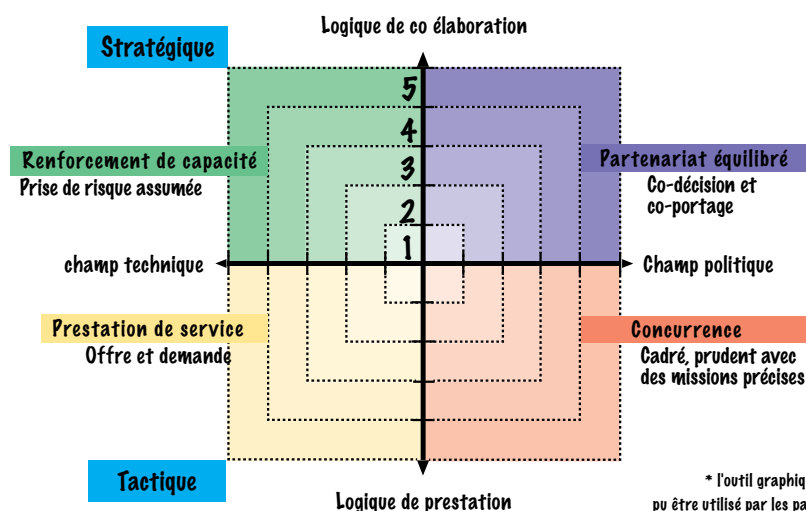 Logique de co élaboration
Stratégique
5
4
Renforcement de capacité
Prise de risque assumée
Partenariat équilibré
Co-décision et
co-portage
3
2
1
champ technique
Champ politique
Prestation de service
Offre et demande
Concurrence
Cadré, prudent avec
des missions précises
Tactique
Logique de prestation
* l'outil graphiq
pu être utilisé par les pa